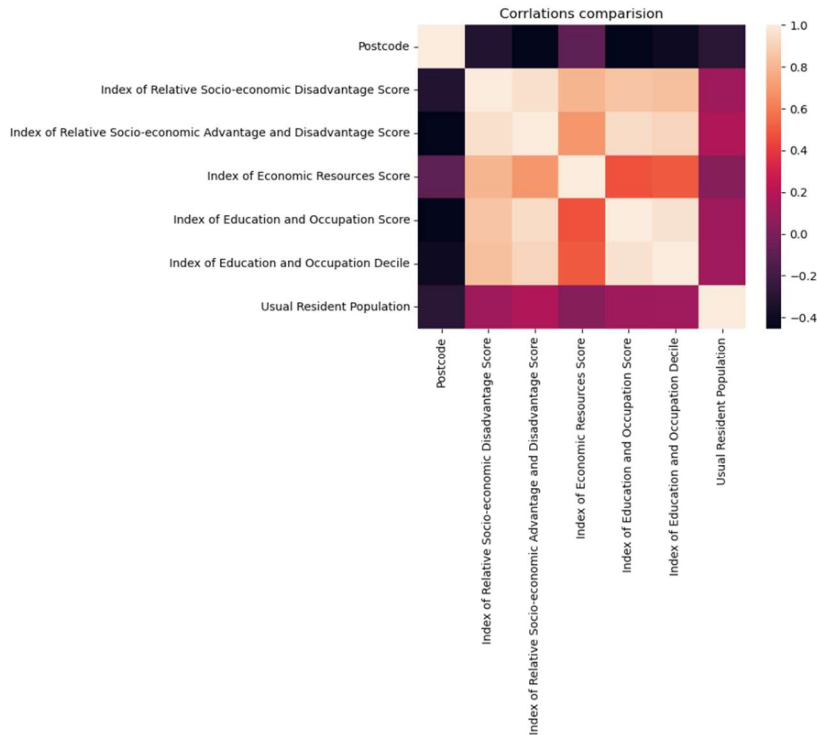 Corrlations comparision
Postcode
Index of Relative Socio-economic Disadvantage Score
Index of Relative Socio-economic Advantage and Disadvantage Score
Index of Economic Resources Score
Index of Education and Occupation Score
Index of Education and Occupation Decile
Usual Resident Population
1.0
0.8
0.6
0.4
0.2
0.0
−0.2
−0.4
Postcode
Index of Relative Socio-economic Disadvantage Score
Index of Relative Socio-economic Advantage and Disadvantage Score
Index of Economic Resources Score
Index of Education and Occupation Score
Index of Education and Occupation Decile
Usual Resident Population